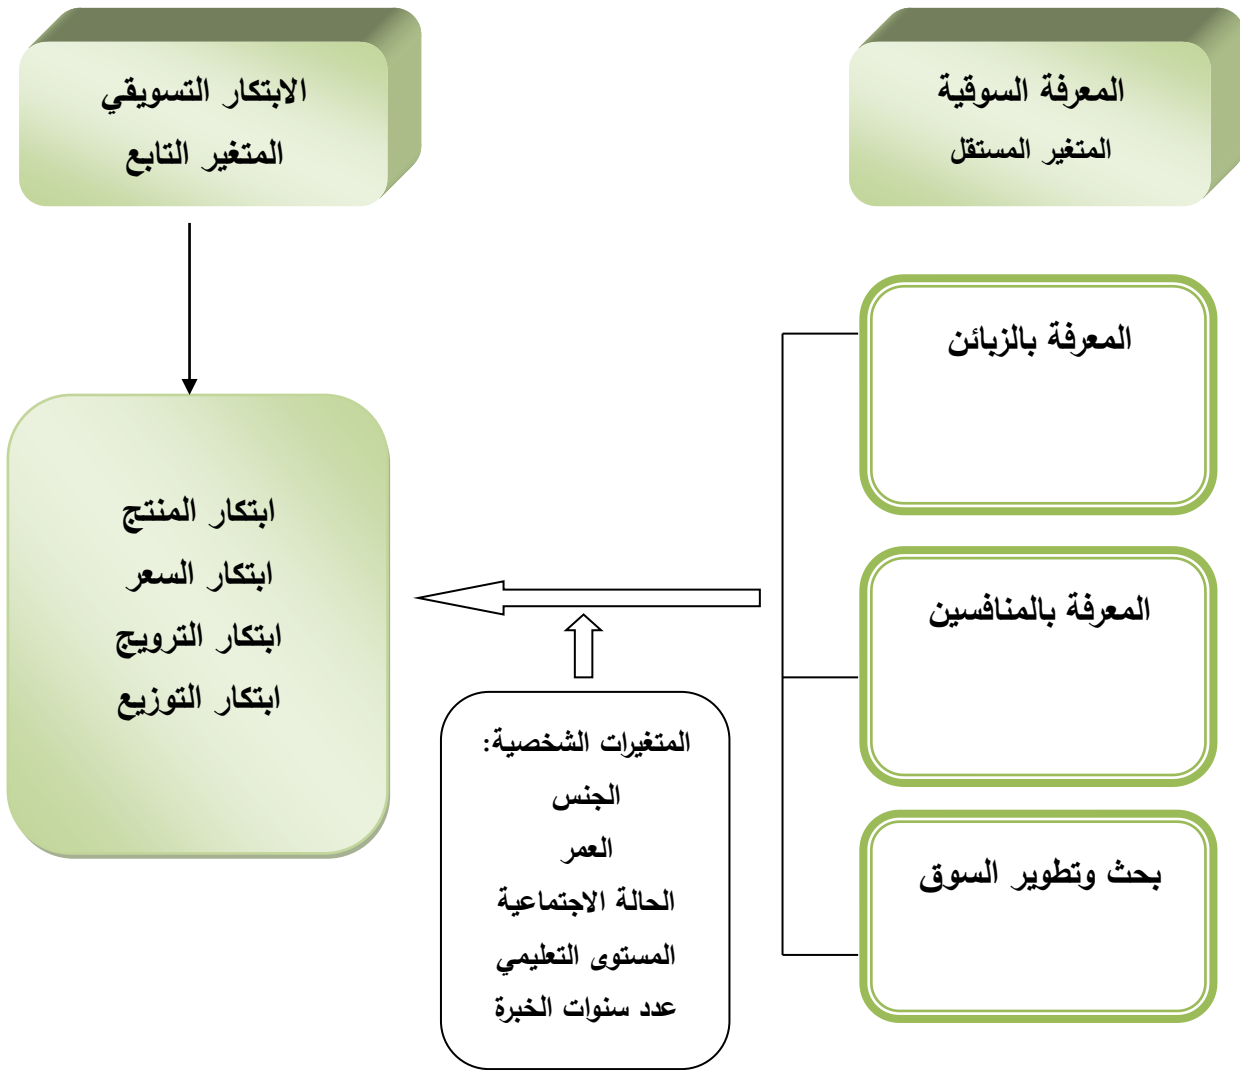 المعرفة السوقية
المتغير المستقل
الابتكار التسويقي
المتغير التابع
المعرفة بالزبائن
المعرفة بالمنافسين
بحث وتطوير السوق
ابتكار المنتج
ابتكار السعر
ابتكار الترويج
ابتكار التوزيع
المتغيرات الشخصية:
الجنس
العمر
الحالة الاجتماعية
المستوى التعليمي
عدد سنوات الخبرة